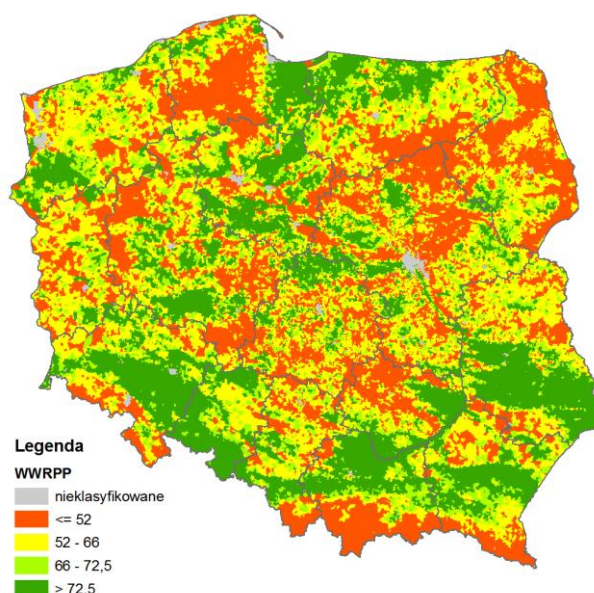 Legenda
WWRPP
nieklasyfikowane
<= 52
52 - 66
66 - 72,5
> 72,5